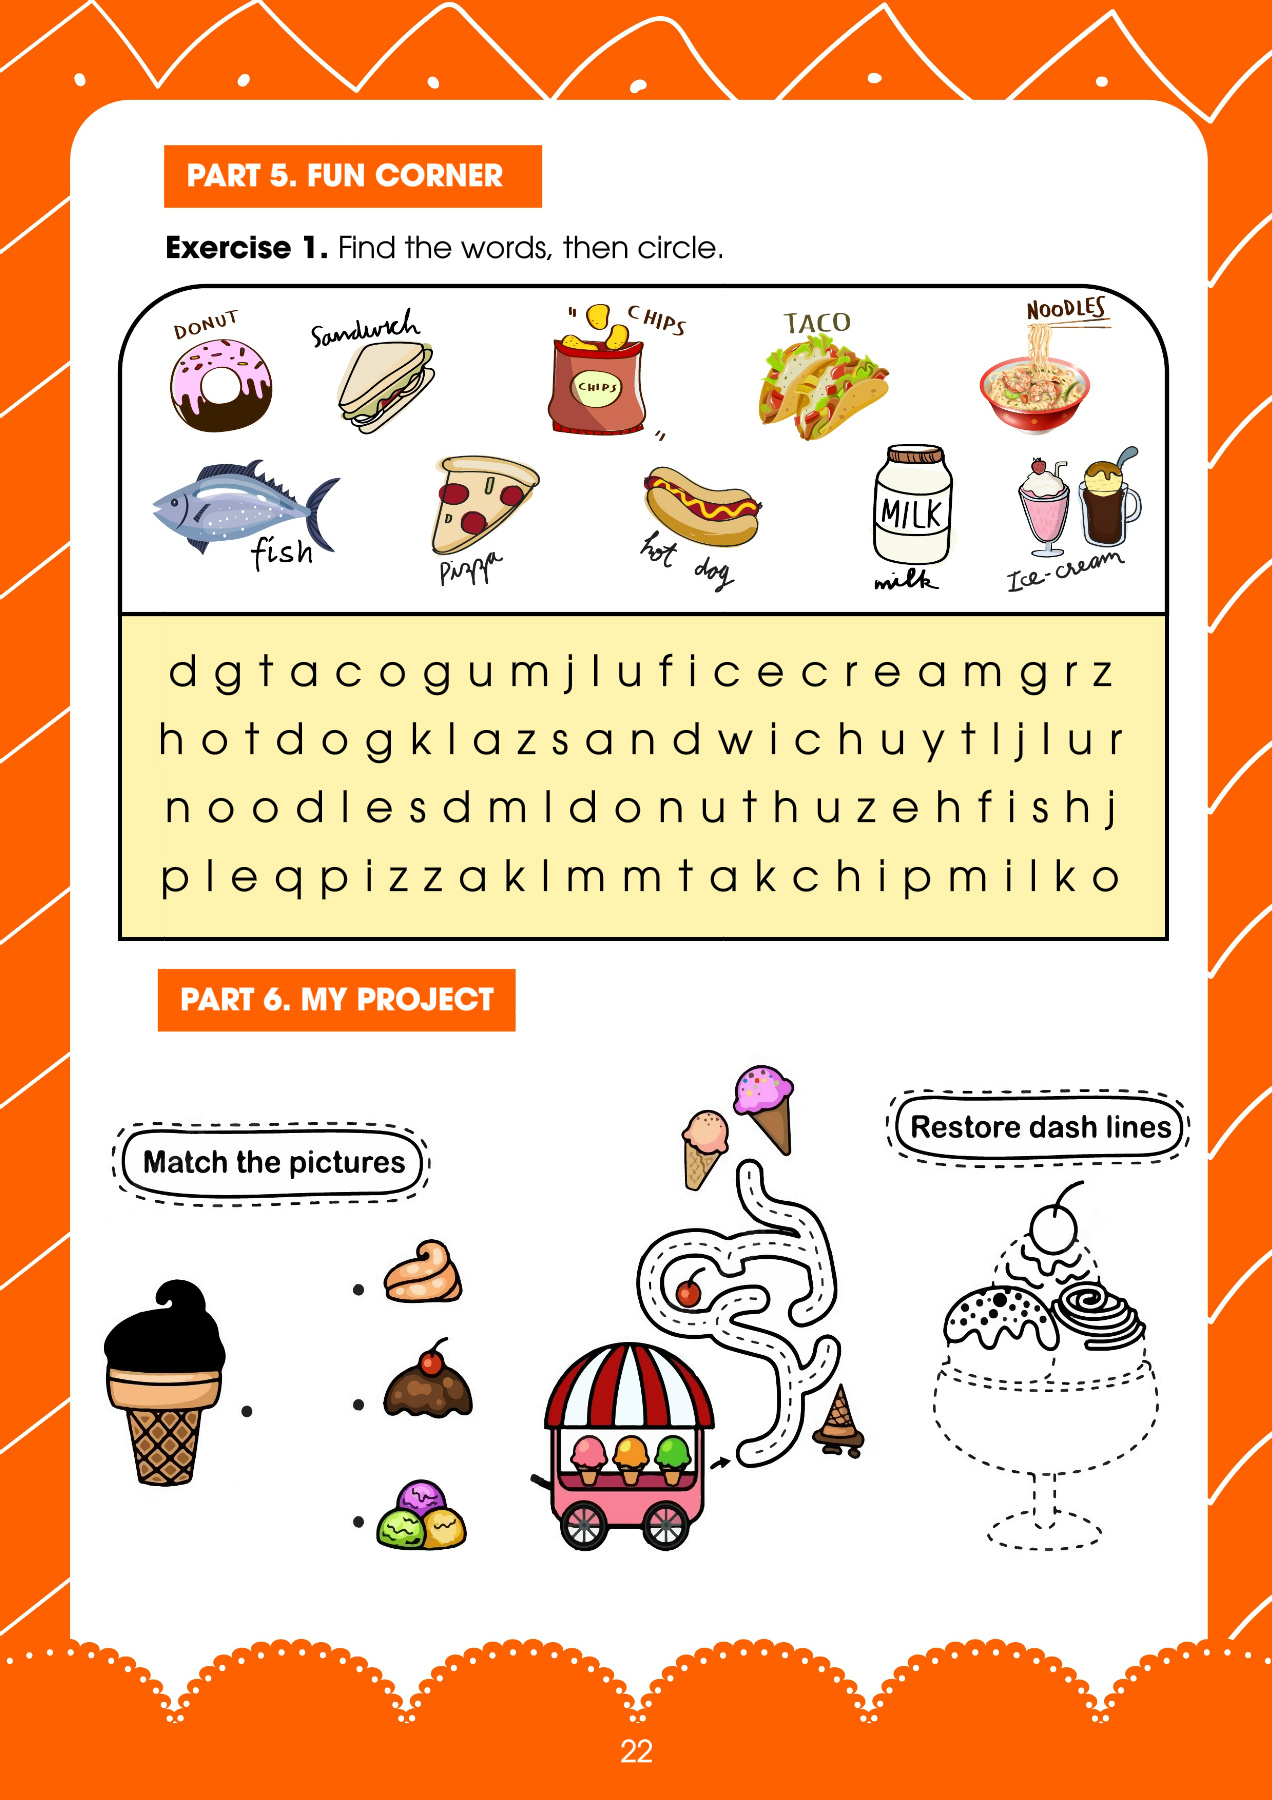 PART 5. FUN CORNER
Exercise 1. Find the words, then circle.
DONUT
Sandwich
" CHIPS
CHIPS
"
TACO
NOODLES
fish
Pizza
hot dog
MILK
milk
Ice-cream
d g t a c o g u m j l u f i c e c r e a m g r z
h o t d o g k l a z s a n d w i c h u y t l j l u r
n o o d l e s d m l d o n u t h u z e h f i s h j
p l e q p i z z a k l m m t a k c h i p m i l k o
PART 6. MY PROJECT
Match the pictures
Restore dash lines
22